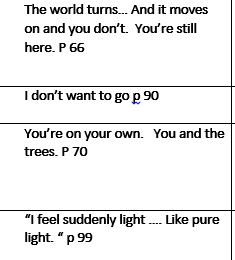 The world turns... And it moves
on and you don't.  You're still
here. P 66
I don't want to go p 90
You're on your own.   You and the
trees. P 70
“I feel suddenly light .... Like pure
light. “ p 99